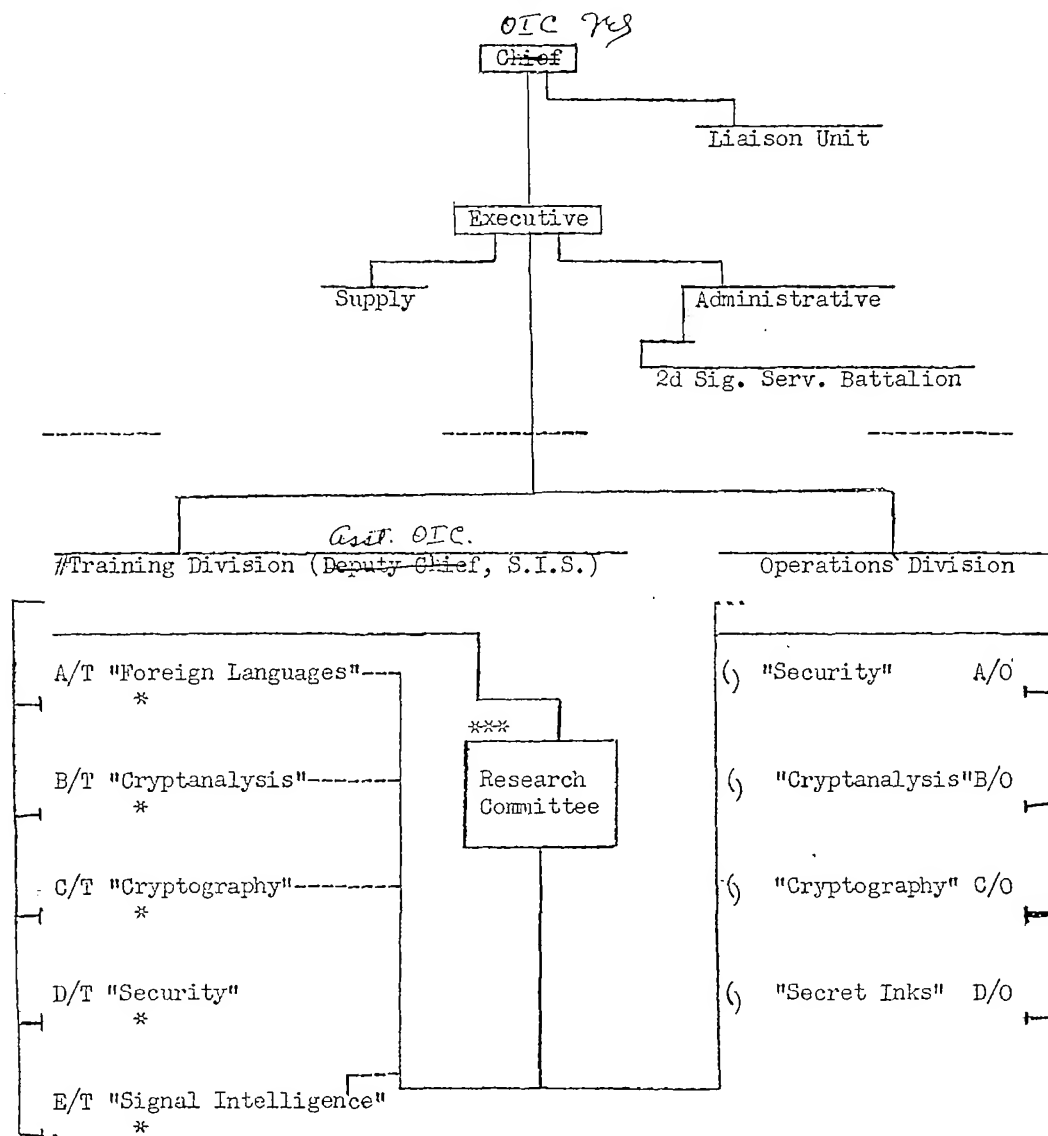 OIC
Chief
Liaison Unit
Executive
Supply
Administrative
2d Sig. Serv. Battalion
Asst. OIC.
#Training Division (Deputy Chief, S.I.S.)
Operations Division
A/T "Foreign Languages"
*
() "Security" A/O
***
Research
Committee
B/T "Cryptanalysis"
*
() "Cryptanalysis" B/O
C/T "Cryptography"
*
() "Cryptography" C/O
D/T "Security"
*
() "Secret Inks" D/O
E/T "Signal Intelligence"
*